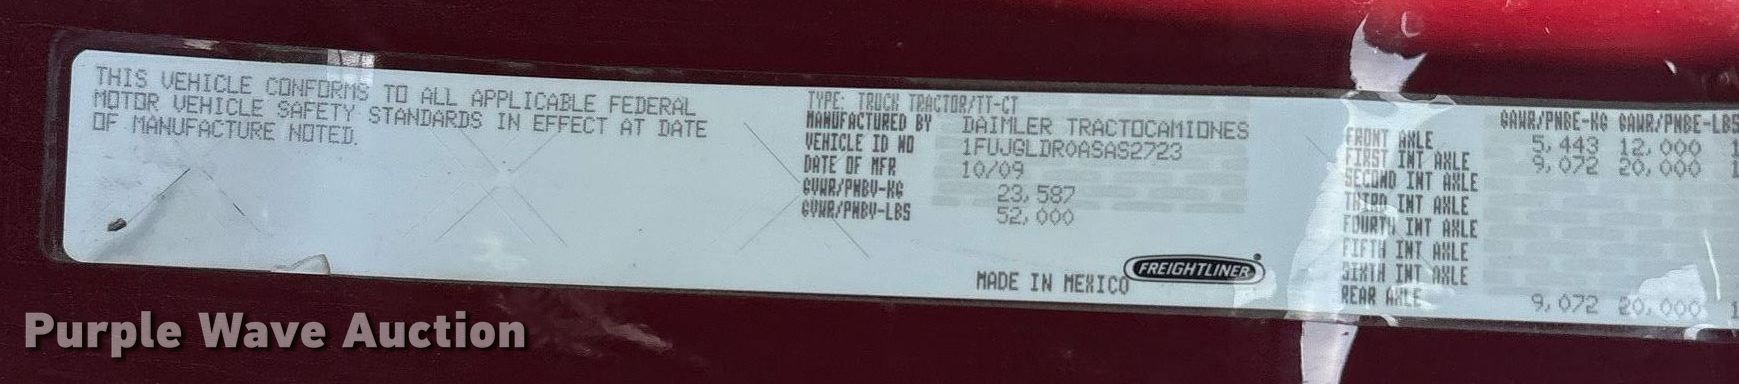 THIS VEHICLE CONFORMS TO ALL APPLICABLE FEDERAL
MOTOR VEHICLE SAFETY STANDARDS IN EFFECT AT DATE
OF MANUFACTURE NOTED.
TYPE: TRUCK TRACTOR/TT-CT
MANUFACTURED BY DAIMLER TRACTOCAMIONES
VEHICLE ID NO 1FUJGLDR0ASAS2723
DATE OF MFR 10/09
GVWR/PNBV-KG 23,587
GVWR/PNBV-LBS 52,000
MADE IN MEXICO
FREIGHTLINER
GAWR/PNBE-KG GAWR/PNBE-LBS
FRONT AXLE 5,443 12,000 1
FIRST INT AXLE 9,072 20,000 1
SECOND INT AXLE
THIRD INT AXLE
FOURTH INT AXLE
FIFTH INT AXLE
SIXTH INT AXLE
REAR AXLE 9,072 20,000 1
Purple Wave Auction